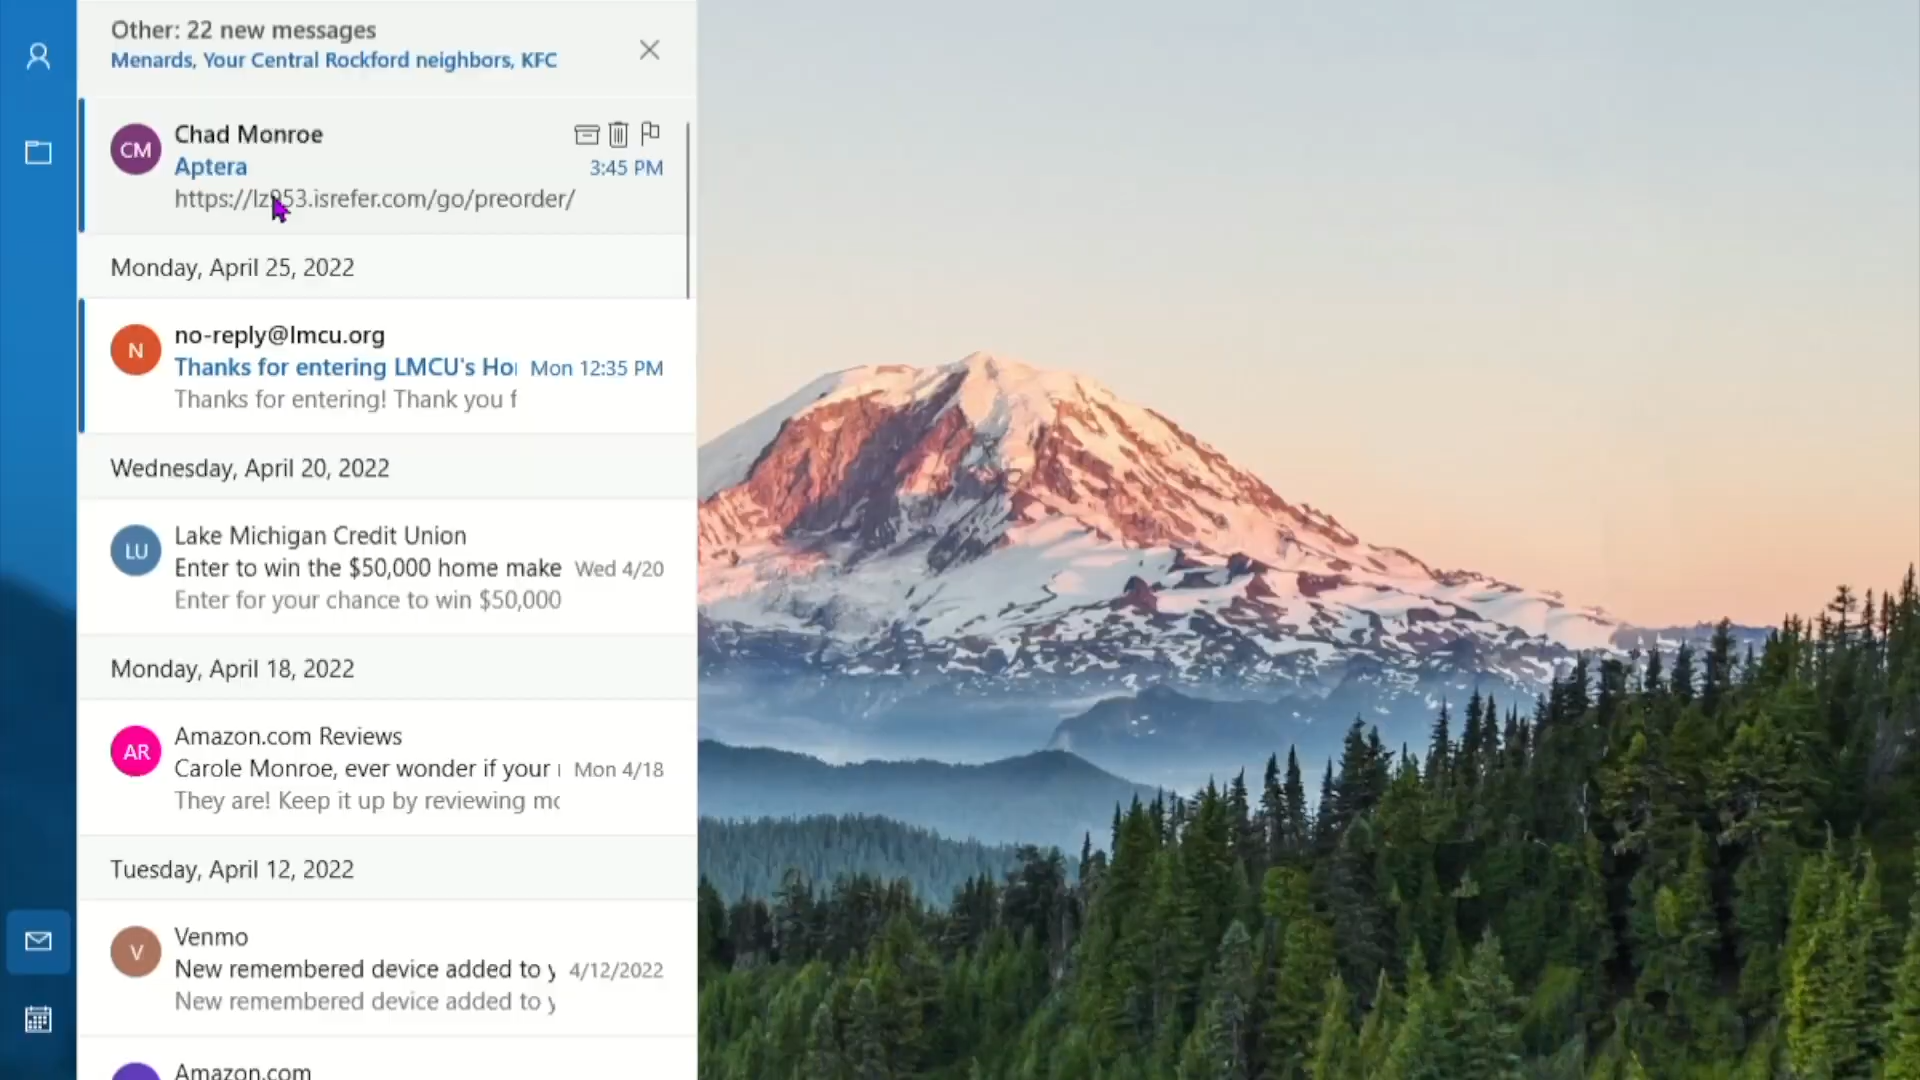 Other: 22 new messages
Menards, Your Central Rockford neighbors, KFC
CM
Chad Monroe
Aptera
3:45 PM
https://lz953.isrefer.com/go/preorder/
Monday, April 25, 2022
N
no-reply@lmcu.org
Thanks for entering LMCU's Ho
Mon 12:35 PM
Thanks for entering! Thank you f
Wednesday, April 20, 2022
LU
Lake Michigan Credit Union
Enter to win the $50,000 home make
Wed 4/20
Enter for your chance to win $50,000
Monday, April 18, 2022
AR
Amazon.com Reviews
Carole Monroe, ever wonder if your
Mon 4/18
They are! Keep it up by reviewing mo
Tuesday, April 12, 2022
V
Venmo
New remembered device added to y
4/12/2022
New remembered device added to y
Amazon.com